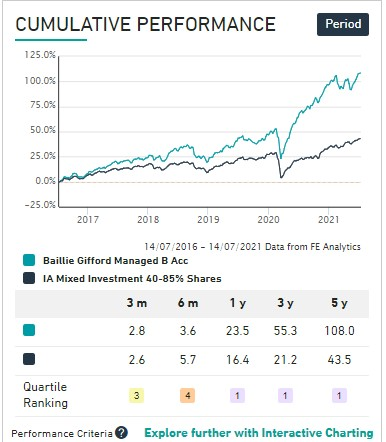 CUMULATIVE PERFORMANCE
Period
125.0%
100.0%
75.0%
50.0%
25.0%
0.0%
-25.0%
2017 2018 2019 2020 2021
14/07/2016 - 14/07/2021 Data from FE Analytics
Baillie Gifford Managed B Acc
IA Mixed Investment 40-85% Shares
3 m 6 m 1 y 3 y 5 y
2.8 3.6 23.5 55.3 108.0
2.6 5.7 16.4 21.2 43.5
Quartile
Ranking
3 4 1 1 1
Performance Criteria ? Explore further with Interactive Charting